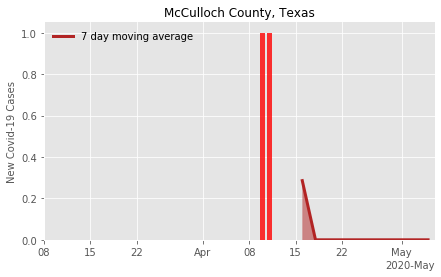 McCulloch County, Texas
7 day moving average
New Covid-19 Cases
1.0
0.8
0.6
0.4
0.2
0.0
08 15 22 Apr 08 15 22 May
2020-May